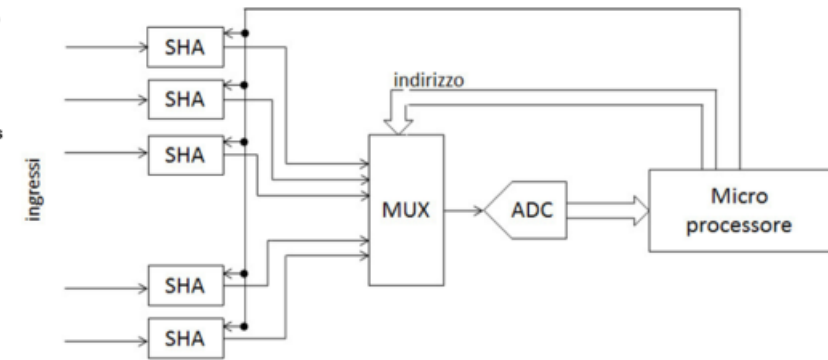 SHA
SHA
SHA
SHA
SHA
ingressi
indirizzo
MUX
ADC
Micro
processore
s